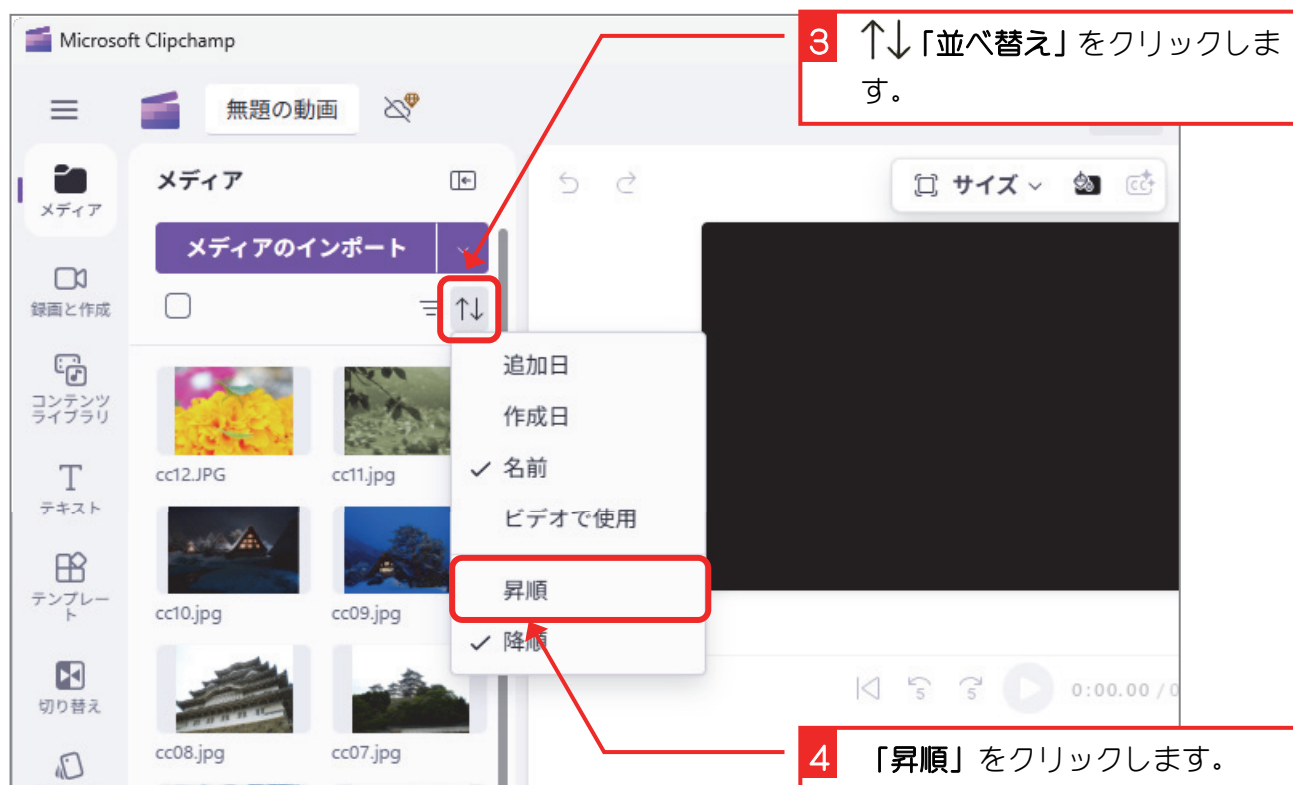 Microsoft Clipchamp
3 ↑↓「並べ替え」をクリックしま
す。
無題の動画
メディア
メディア
サイズ
メディアのインポート
録画と作成
追加日
作成日
名前
ビデオで使用
昇順
降順
コンテンツ
ライブラリ
cc12.JPG
cc11.jpg
テキスト
cc10.jpg
cc09.jpg
テンプレー
ト
切り替え
cc08.jpg
cc07.jpg
5
5
0:00.00 / 0
4 「昇順」をクリックします。